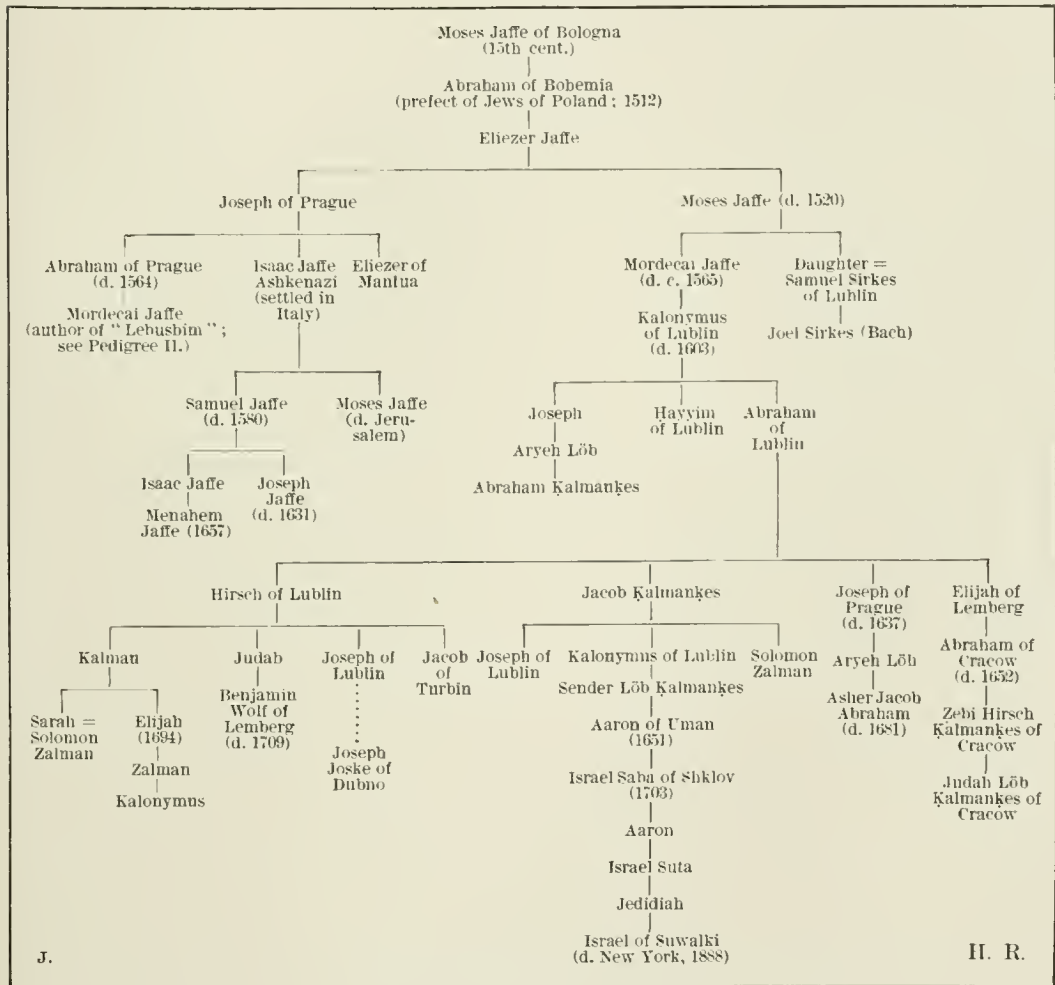 Moses Jaffe of Bologna
(15th cent.)
Abraham of Bohemia
(prefect of Jews of Poland; 1512)
Eliezer Jaffe
Joseph of Prague
Moses Jaffe (d. 1520)
Abraham of Prague
(d. 1564)
Mordecai Jaffe
(author of "Lebushim";
see Pedigree II.)
Isaac Jaffe
Ashkenazi
(settled in
Italy)
Eliezer of
Mantua
Mordecai Jaffe
(d. c. 1565)
Kalonymus
of Lublin
(d. 1603)
Daughter =
Samuel Sirkes
of Lublin
Joel Sirkes (Bach)
Samuel Jaffe
(d. 1580)
Moses Jaffe
(d. Jeru-
salem)
Joseph
Aryeh Löb
Abraham Ḳalmanḳes
Ḥayyim
of Lublin
Abraham
of
Lublin
Isaac Jaffe
Menahem
Jaffe (1657)
Joseph
Jaffe
(d. 1631)
Hirsch of Lublin
Jacob Ḳalmanḳes
Joseph of
Prague
(d. 1637)
Aryeh Löb
Asher Jacob
Abraham
(d. 1681)
Elijah of
Lemberg
Abraham of
Cracow
(d. 1652)
Zebi Hirsch
Ḳalmanḳes of
Cracow
Judah Löb
Ḳalmanḳes of
Cracow
Kalman
Judah
Benjamin
Wolf of
Lemberg
(d. 1709)
Joseph of
Lublin
Joseph
Joske of
Dubno
Jacob
of
Turbin
Joseph of
Lublin
Kalonymus of Lublin
Solomon
Zalman
Sender Löb Ḳalmanḳes
Aaron of Uman
(1651)
Israel Saba of Shklov
(1703)
Aaron
Israel Suta
Jedidiah
Israel of Suwalki
(d. New York, 1888)
Sarah =
Solomon
Zalman
Elijah
(1694)
Zalman
Kalonymus
J.
H. R.